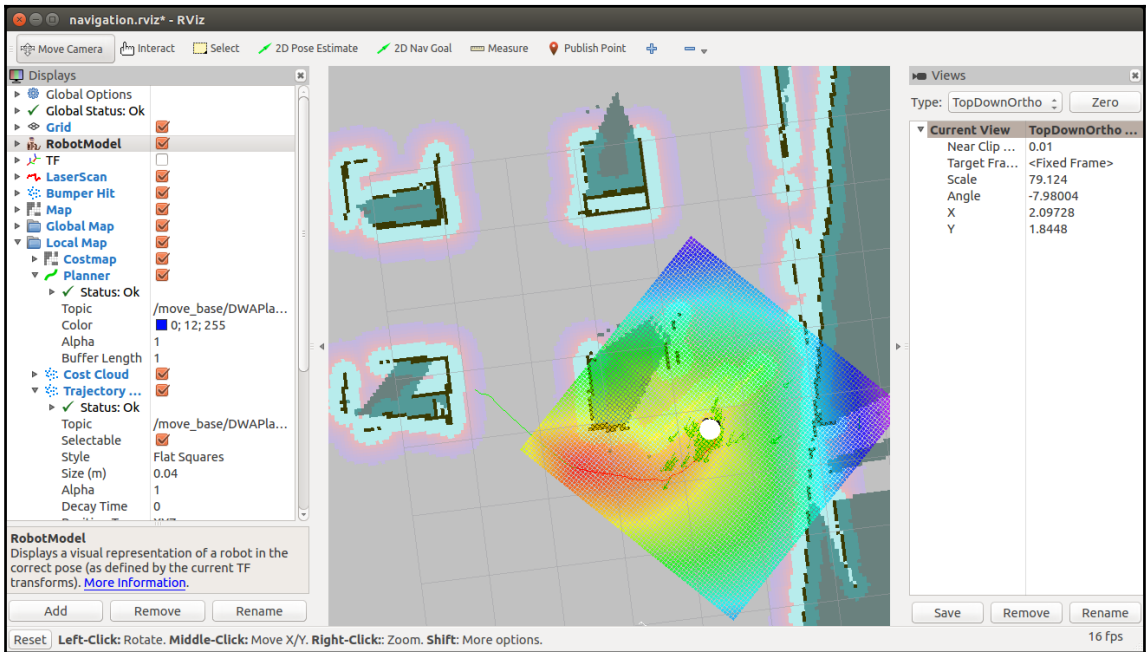 navigation.rviz* - RViz
Move Camera Interact Select 2D Pose Estimate 2D Nav Goal Measure Publish Point
Displays
Global Options
Global Status: Ok
Grid
RobotModel
TF
LaserScan
Bumper Hit
Map
Global Map
Local Map
Costmap
Planner
Status: Ok
Topic /move_base/DWAPla...
Color 0; 12; 255
Alpha 1
Buffer Length 1
Cost Cloud
Trajectory ...
Status: Ok
Topic /move_base/DWAPla...
Selectable
Style Flat Squares
Size (m) 0.04
Alpha 1
Decay Time 0
RobotModel
Displays a visual representation of a robot in the
correct pose (as defined by the current TF
transforms). More Information.
Add Remove Rename
Views
Type: TopDownOrtho Zero
Current View TopDownOrtho ...
Near Clip ... 0.01
Target Fra... <Fixed Frame>
Scale 79.124
Angle -7.98004
X 2.09728
Y 1.8448
Save Remove Rename
Reset Left-Click: Rotate. Middle-Click: Move X/Y. Right-Click:: Zoom. Shift: More options. 16 fps